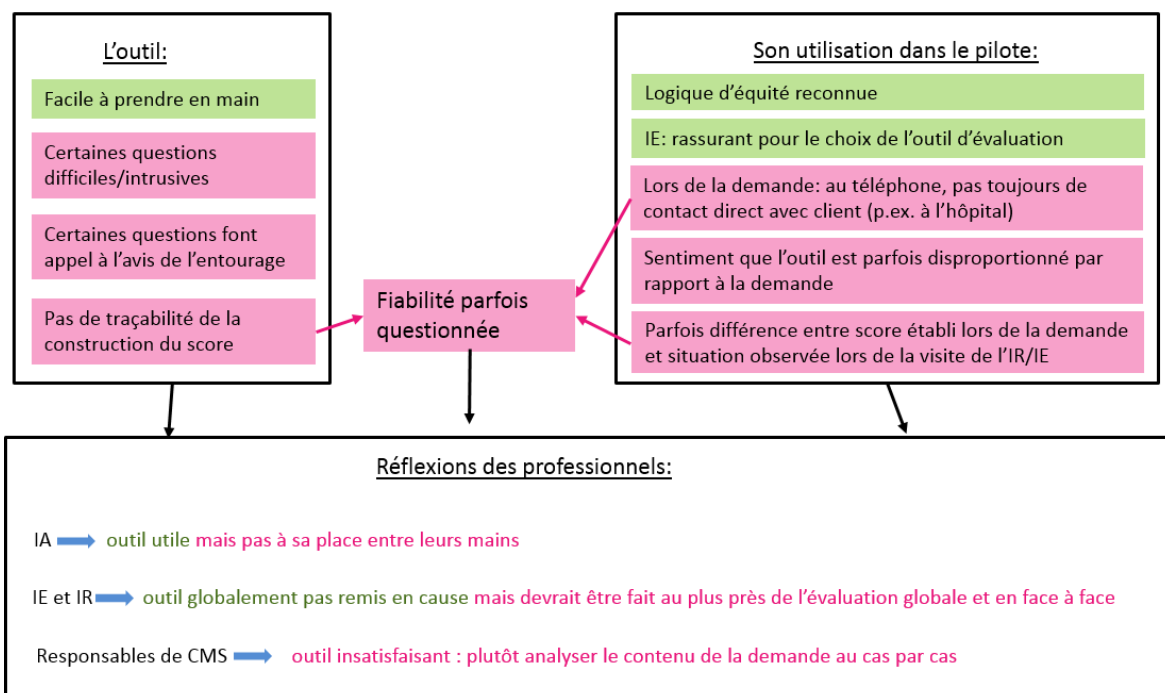 L'outil:
Facile à prendre en main
Certaines questions
difficiles/intrusives
Certaines questions font
appel à l'avis de l'entourage
Pas de traçabilité de la
construction du score
Fiabilité parfois
questionnée
Son utilisation dans le pilote:
Logique d'équité reconnue
IE: rassurant pour le choix de l'outil d'évaluation
Lors de la demande: au téléphone, pas toujours de
contact direct avec client (p.ex. à l'hôpital)
Sentiment que l'outil est parfois disproportionné par
rapport à la demande
Parfois différence entre score établi lors de la demande
et situation observée lors de la visite de l'IR/IE
Réflexions des professionnels:
IA outil utile mais pas à sa place entre leurs mains
IE et IR outil globalement pas remis en cause mais devrait être fait au plus près de l'évaluation globale et en face à face
Responsables de CMS outil insatisfaisant : plutôt analyser le contenu de la demande au cas par cas